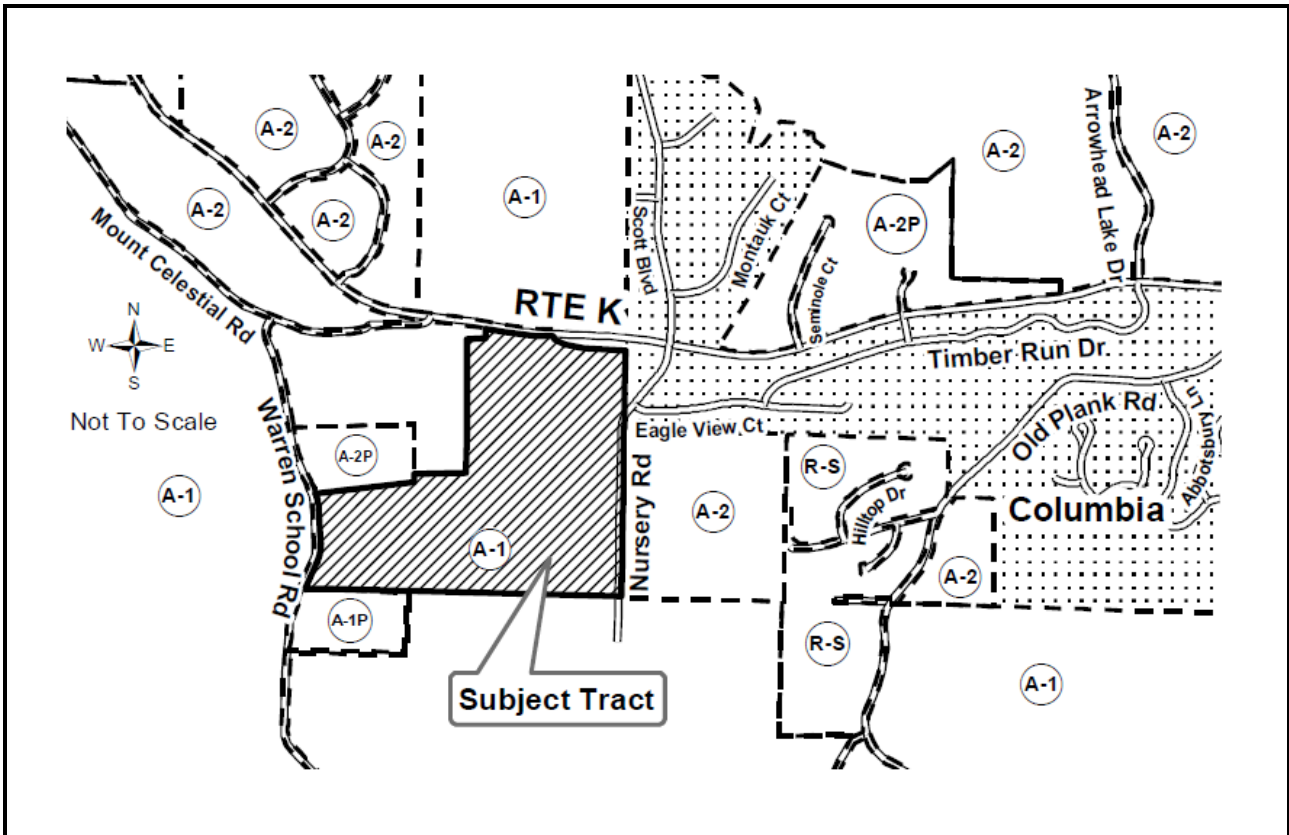 A-2
A-2
A-2
A-2
Mount Celestial Rd
A-1
Scott Blvd
Montauk Ct
A-2P
A-2
Arrowhead Lake Dr
A-2
Seminole Ct
RTE K
N
W E
S
Not To Scale
Timber Run Dr
Old Plank Rd
Abbotsbury Ln
Warren School Rd
A-2P
Eagle View Ct
R-S
A-1
A-1
Nursery Rd
A-2
Hilltop Dr
Columbia
A-2
A-1P
R-S
Subject Tract
A-1